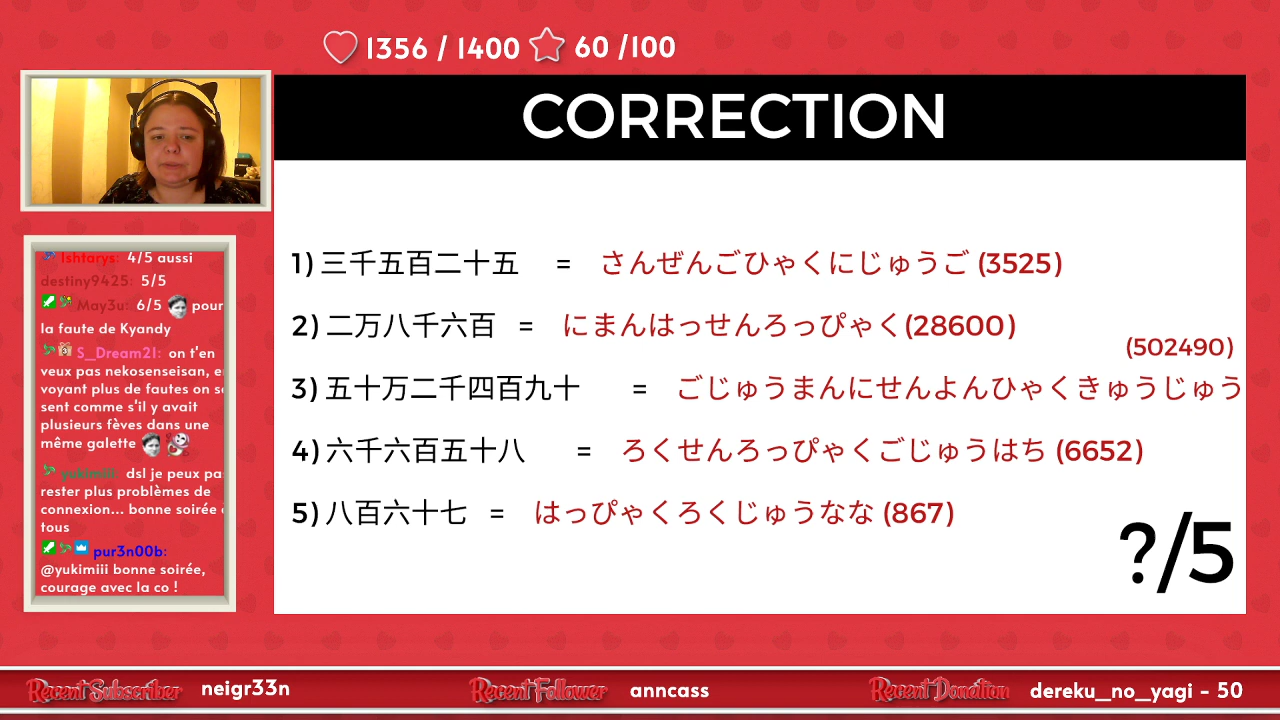 1356 / 1400 60 /100
CORRECTION
1) 三千五百二十五 = さんぜんごひゃくにじゅうご (3525)
2) 二万八千六百 = にまんはっせんろっぴゃく(28600)
(502490)
3) 五十万二千四百九十 = ごじゅうまんにせんよんひゃくきゅうじゅう
4) 六千六百五十八 = ろくせんろっぴゃくごじゅうはち (6652)
5) 八百六十七 = はっぴゃくろくじゅうなな (867)
?/5
Ishtarys: 4/5 aussi
destiny9425: 5/5
May3u: 6/5 pour
la faute de Kyandy
S_Dream21: on t'en
veux pas nekosenseisan, e
voyant plus de fautes on s
sent comme s'il y avait
plusieurs fèves dans une
même galette
yukimiii: dsl je peux pa
rester plus problèmes de
connexion... bonne soirée
tous
pur3n00b:
@yukimiii bonne soirée,
courage avec la co !
Recent Subscriber neigr33n Recent Follower anncass Recent Donation dereku_no_yagi - 50